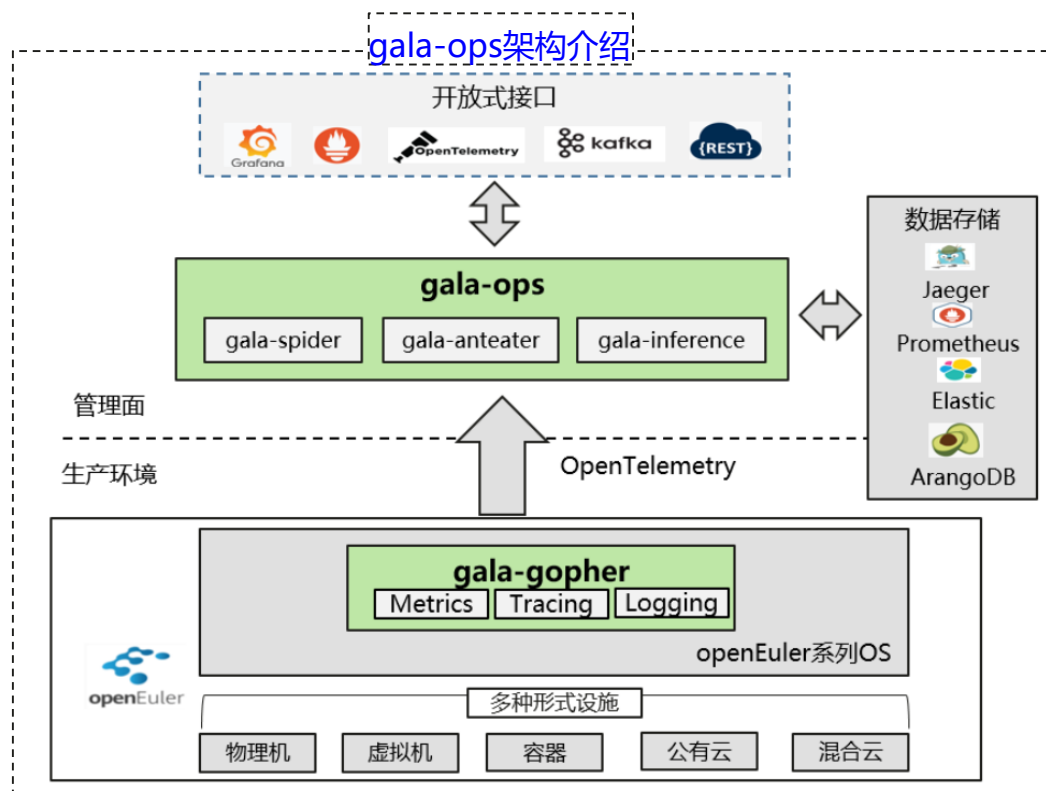 gala-ops架构介绍
开放式接口
Grafana
OpenTelemetry
kafka
{REST}
数据存储
Jaeger
Prometheus
Elastic
ArangoDB
gala-ops
gala-spider
gala-anteater
gala-inference
管理面
生产环境
OpenTelemetry
gala-gopher
Metrics
Tracing
Logging
openEuler系列OS
openEuler
多种形式设施
物理机
虚拟机
容器
公有云
混合云